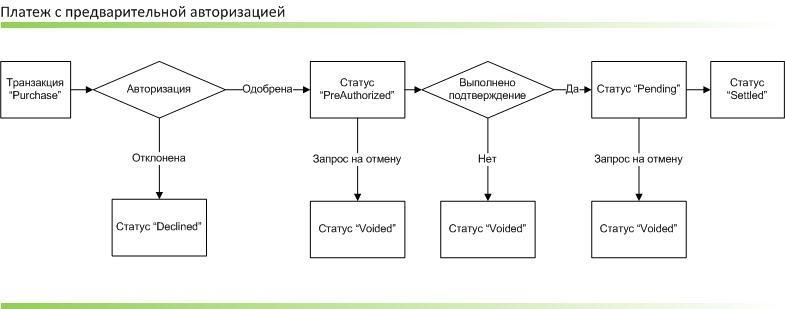 Платеж с предварительной авторизацией
Транзакция
“Purchase”
Авторизация
Одобрена
Статус
“PreAuthorized”
Выполнено
подтверждение
Да
Статус “Pending”
Статус
“Settled”
Отклонена
Запрос на отмену
Нет
Запрос на отмену
Статус “Declined”
Статус “Voided”
Статус “Voided”
Статус “Voided”